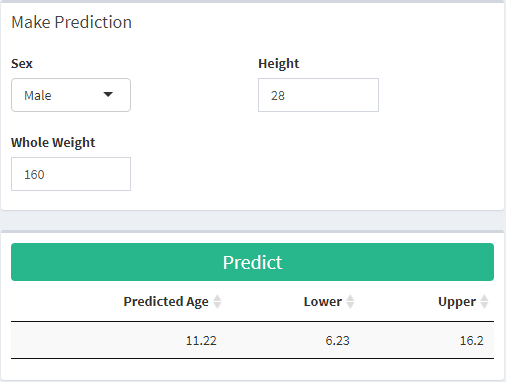 Make Prediction
Sex Height
Male 28
Whole Weight
160
Predict
Predicted Age Lower Upper
11.22 6.23 16.2